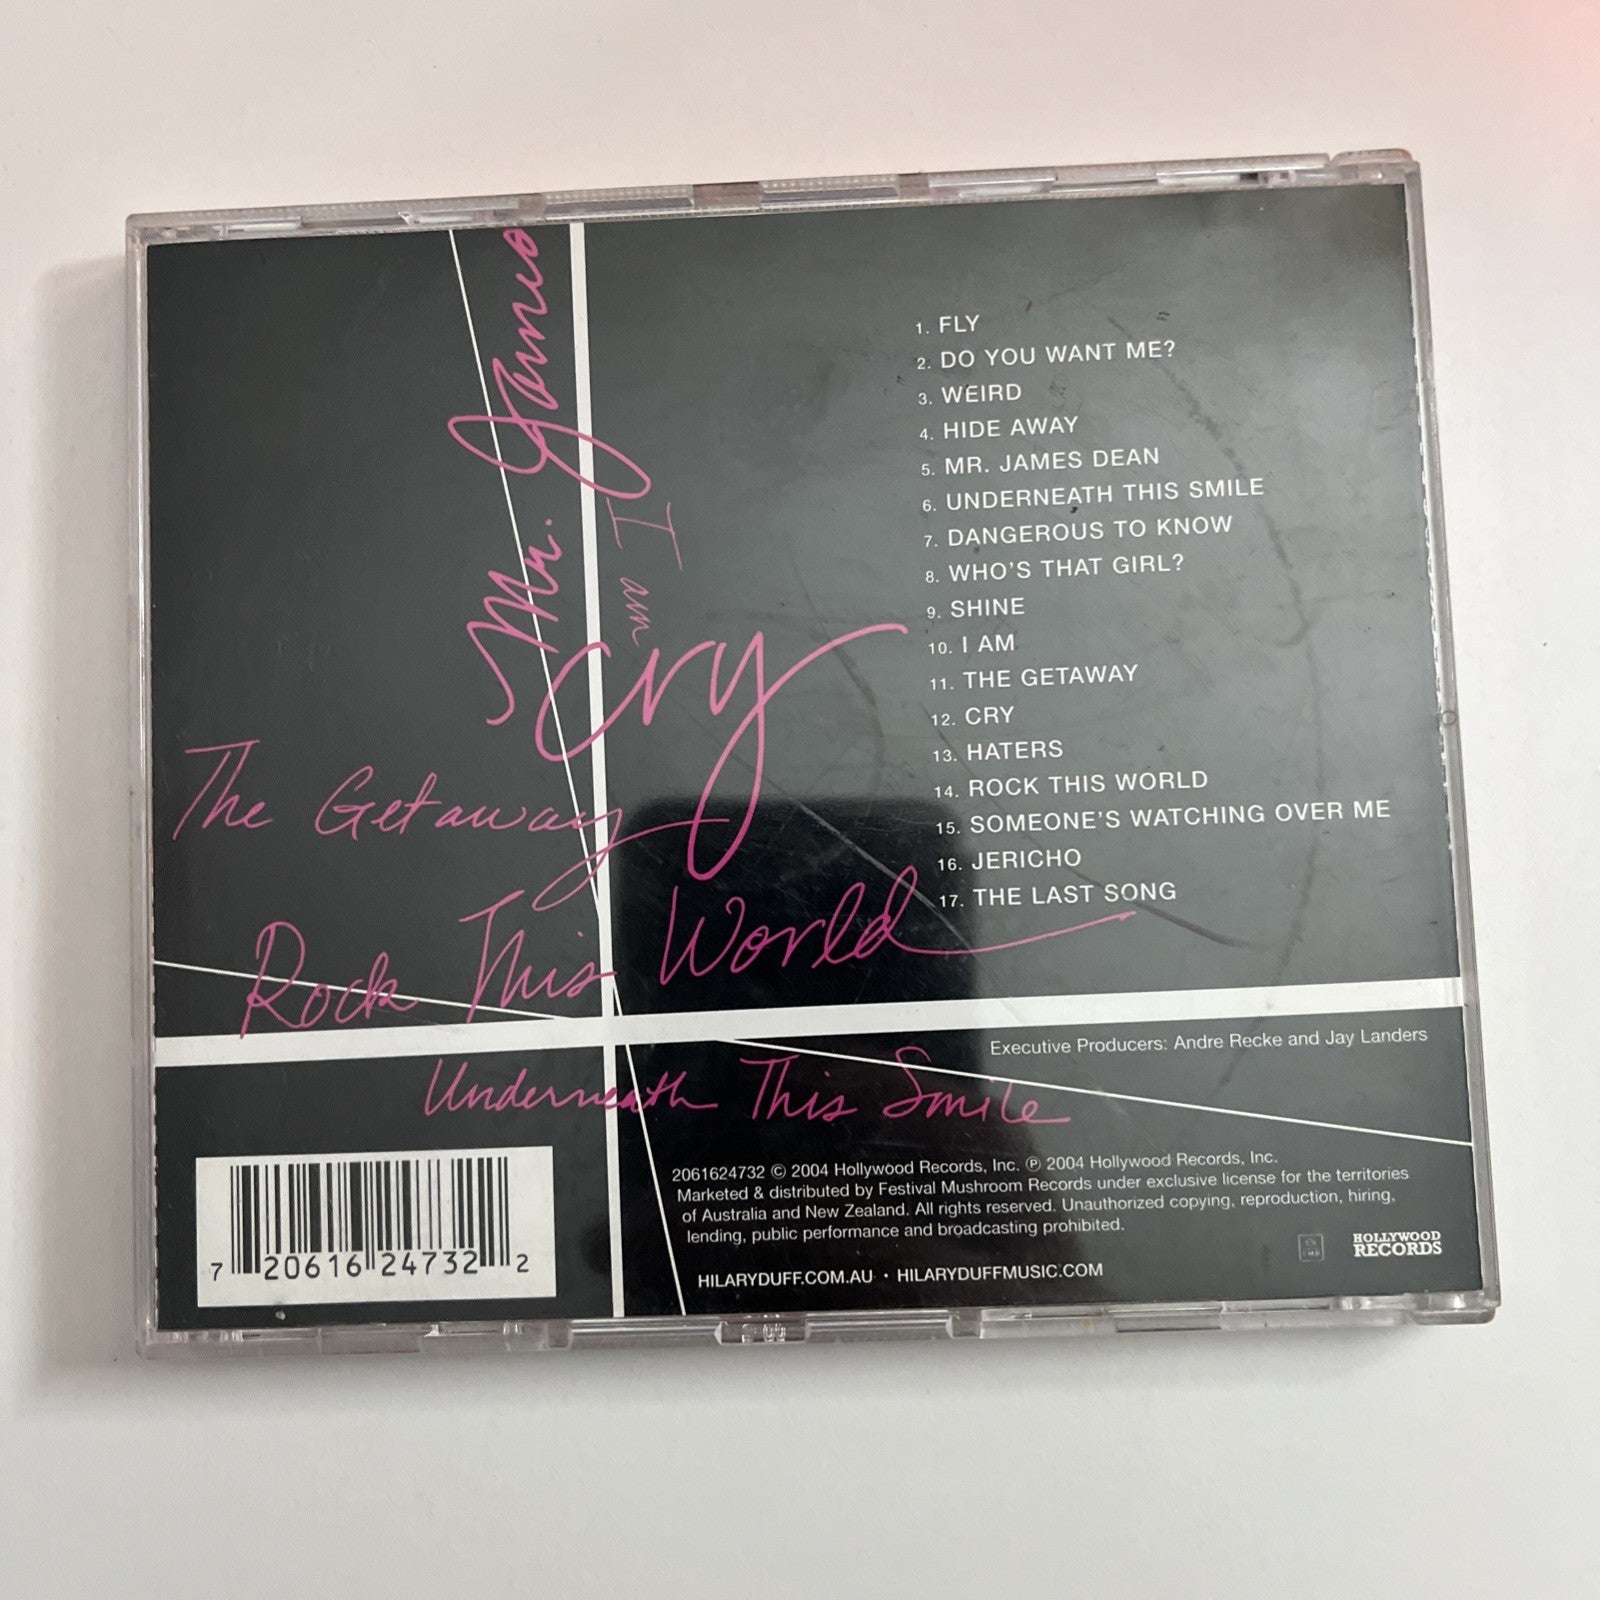 1. FLY
2. DO YOU WANT ME?
3. WEIRD
4. HIDE AWAY
5. MR. JAMES DEAN
6. UNDERNEATH THIS SMILE
7. DANGEROUS TO KNOW
8. WHO'S THAT GIRL?
9. SHINE
10. I AM
11. THE GETAWAY
12. CRY
13. HATERS
14. ROCK THIS WORLD
15. SOMEONE'S WATCHING OVER ME
16. JERICHO
17. THE LAST SONG
Mr. James
I am
Cry
The Getaway
Rock This World
Underneath This Smile
Executive Producers: Andre Recke and Jay Landers
2061624732 © 2004 Hollywood Records, Inc. ℗ 2004 Hollywood Records, Inc.
Marketed & distributed by Festival Mushroom Records under exclusive license for the territories
of Australia and New Zealand. All rights reserved. Unauthorized copying, reproduction, hiring,
lending, public performance and broadcasting prohibited.
HILARYDUFF.COM.AU · HILARYDUFFMUSIC.COM
HOLLYWOOD
RECORDS
7 20616 24732 2